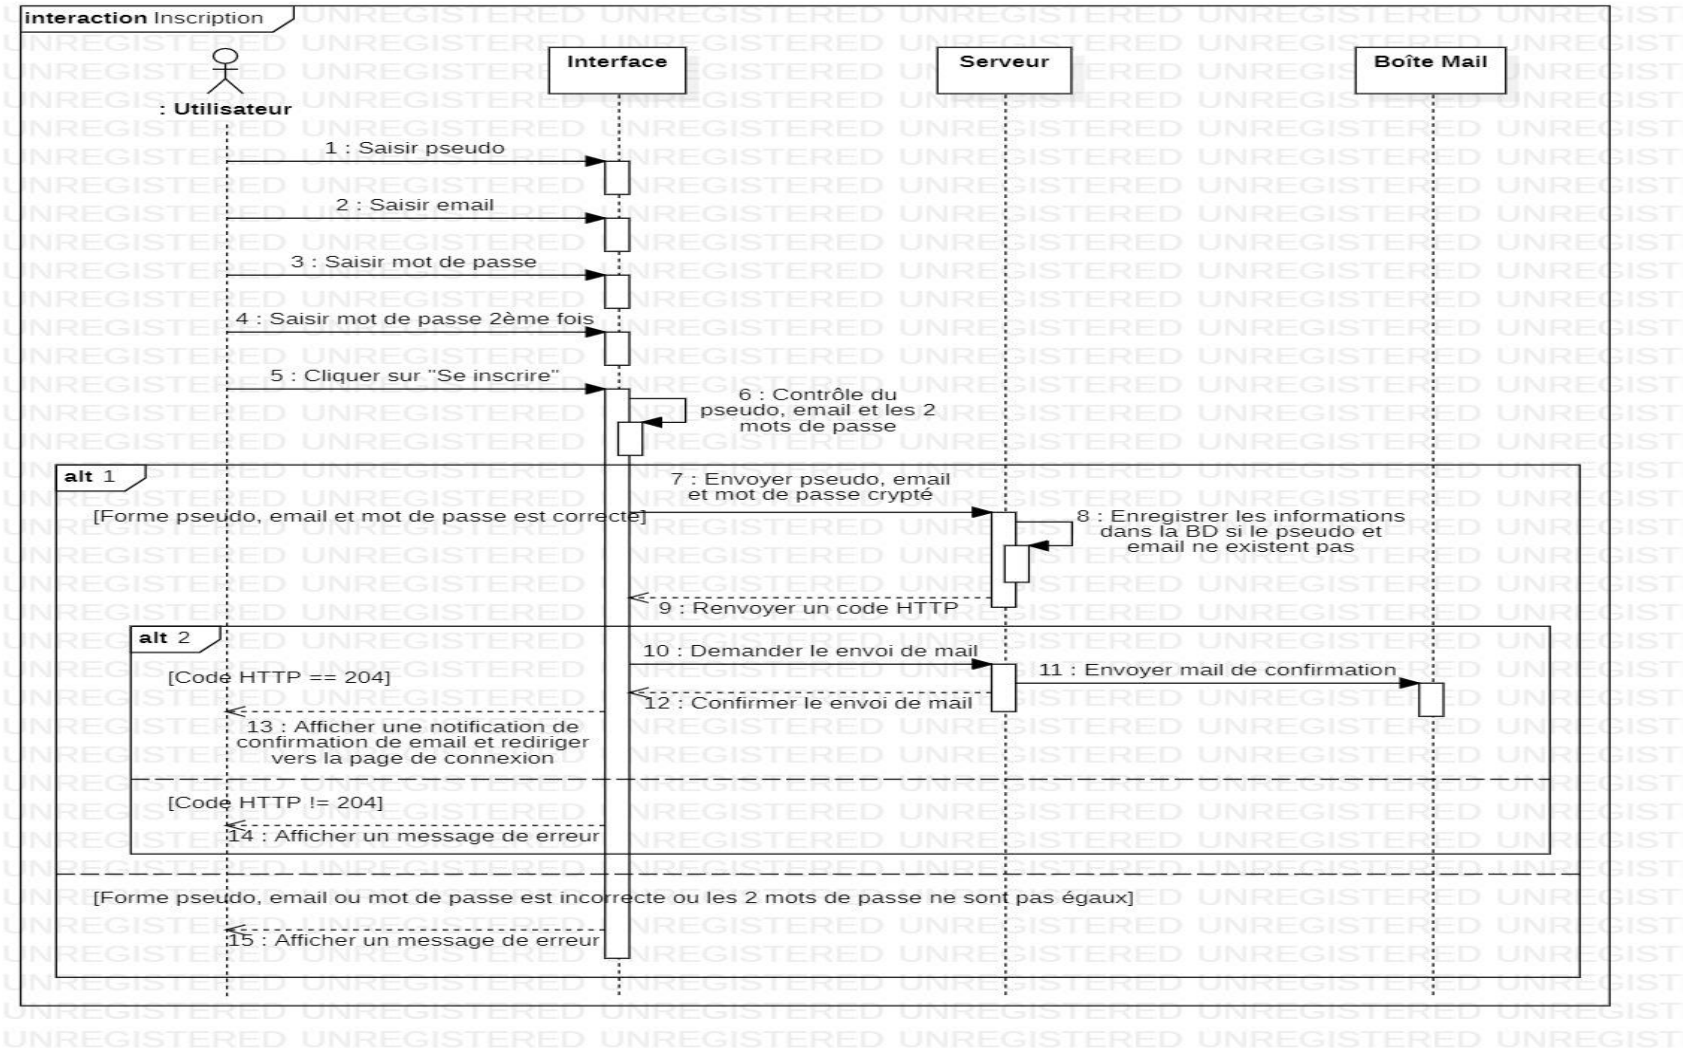 interaction Inscription
: Utilisateur
Interface
Serveur
Boîte Mail
1 : Saisir pseudo
2 : Saisir email
3 : Saisir mot de passe
4 : Saisir mot de passe 2ème fois
5 : Cliquer sur "Se inscrire"
6 : Contrôle du
pseudo, email et les 2
mots de passe
alt 1
7 : Envoyer pseudo, email
et mot de passe crypté
[Forme pseudo, email et mot de passe est correcte]
8 : Enregistrer les informations
dans la BD si le pseudo et
email ne existent pas
9 : Renvoyer un code HTTP
alt 2
10 : Demander le envoi de mail
[Code HTTP == 204]
11 : Envoyer mail de confirmation
12 : Confirmer le envoi de mail
13 : Afficher une notification de
confirmation de email et rediriger
vers la page de connexion
[Code HTTP != 204]
14 : Afficher un message de erreur
[Forme pseudo, email ou mot de passe est incorrecte ou les 2 mots de passe ne sont pas égaux]
15 : Afficher un message de erreur